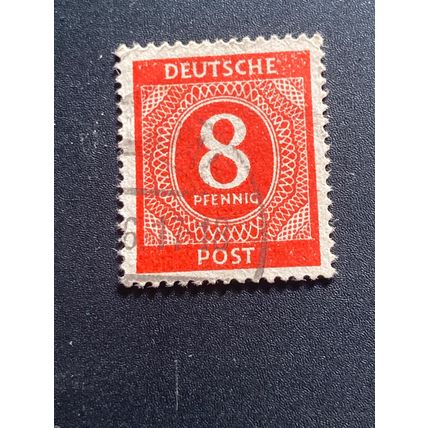 DEUTSCHE
8
PFENNIG
POST